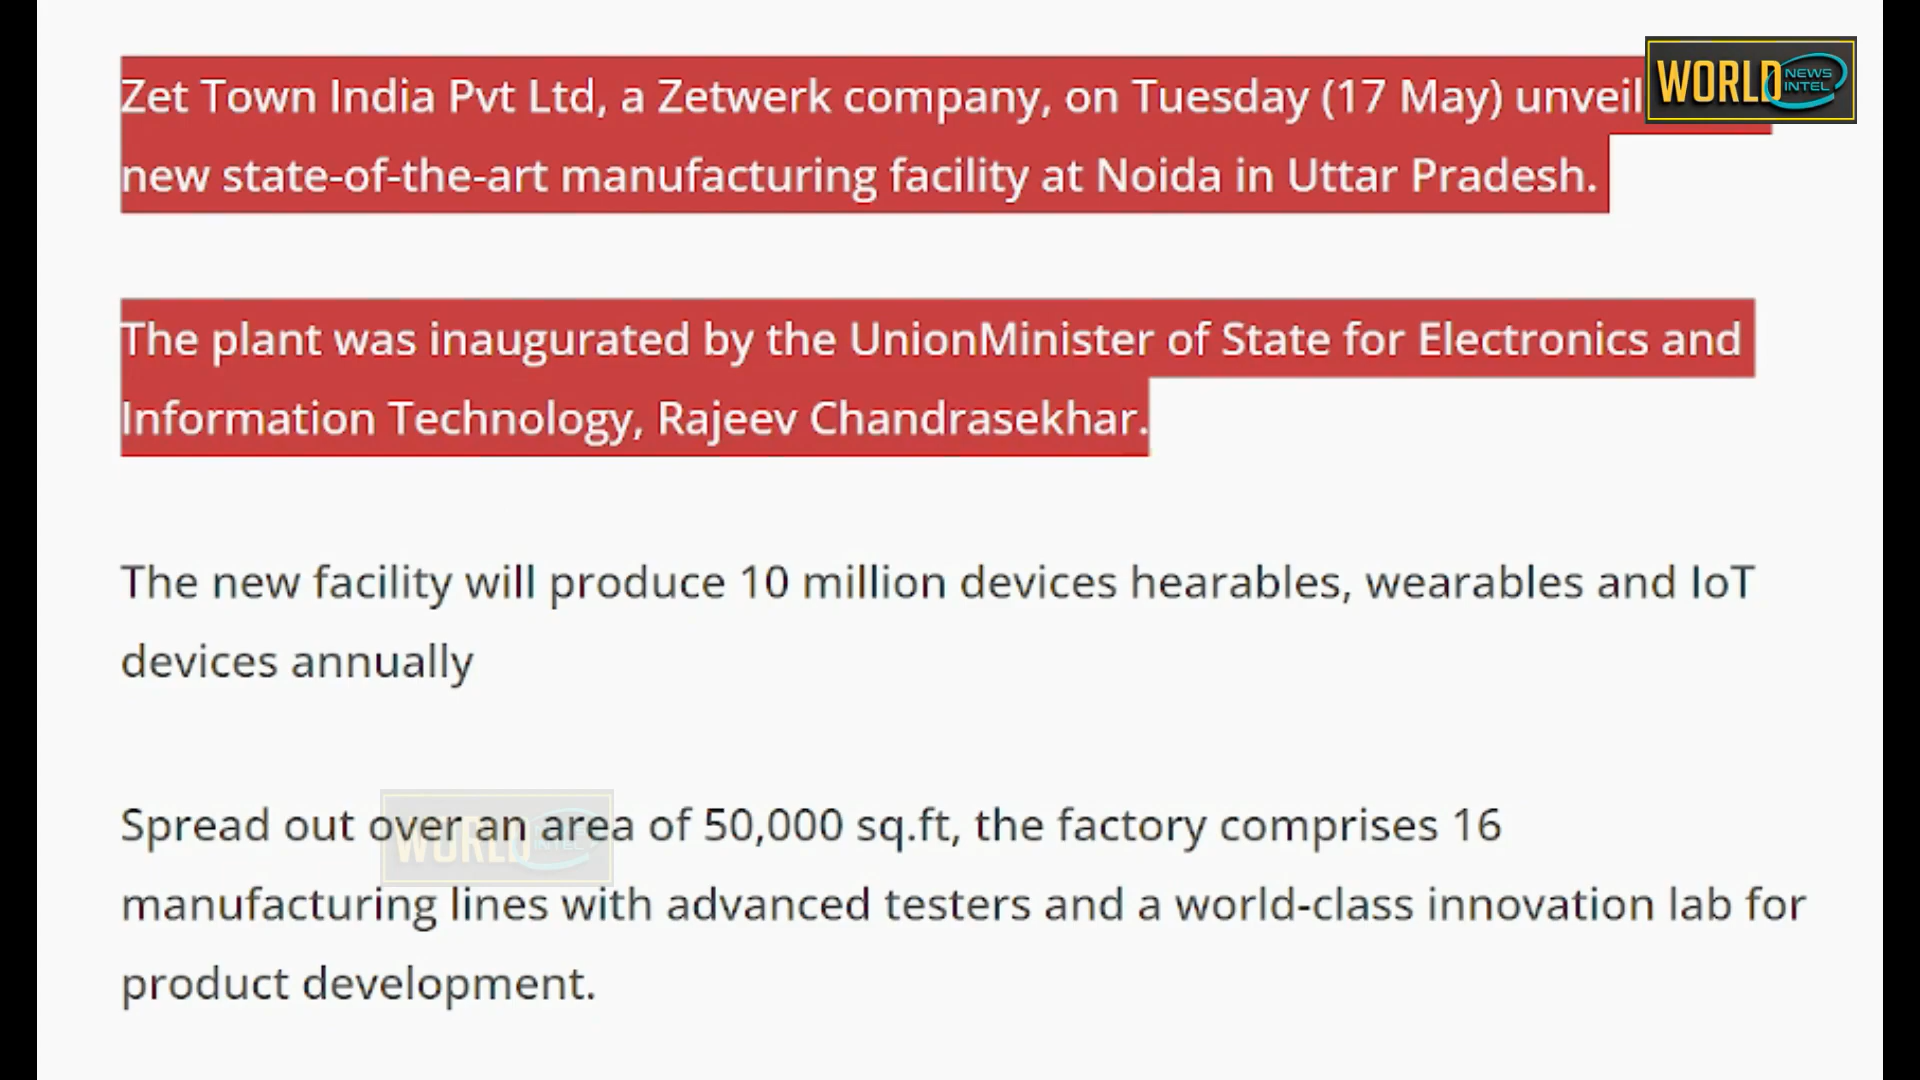 Zet Town India Pvt Ltd, a Zetwerk company, on Tuesday (17 May) unveil
WORLD NEWS INTEL
new state-of-the-art manufacturing facility at Noida in Uttar Pradesh.
The plant was inaugurated by the UnionMinister of State for Electronics and
Information Technology, Rajeev Chandrasekhar.
The new facility will produce 10 million devices hearables, wearables and IoT
devices annually
Spread out over an area of 50,000 sq.ft, the factory comprises 16
WORLD INTEL
manufacturing lines with advanced testers and a world-class innovation lab for
product development.